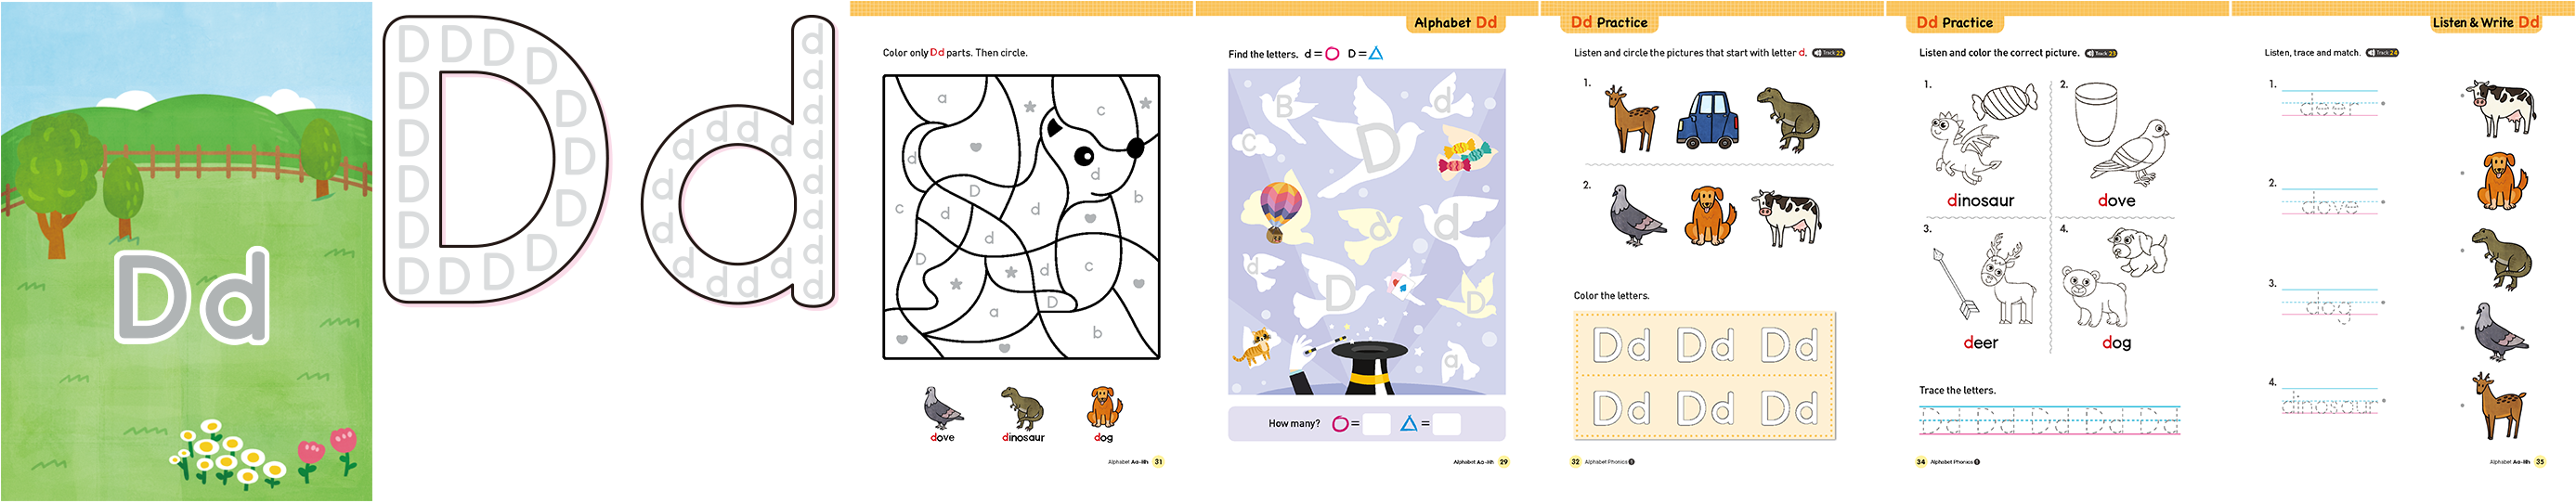 Dd
D D D D D D D D D D D D D D D D
d d d d d d d d d d d d d d d d d d
Color only Dd parts. Then circle.
a
c
d
d
D
b
c
d
d
d
D
d
c
D
a
b
dove
dinosaur
dog
Alphabet Aa-Hh 31
Alphabet Dd
Find the letters. d = D =
B
d
D
C
d
d
d
D
D
a
How many? = =
Alphabet Aa-Hh 29
Dd Practice
Listen and circle the pictures that start with letter d. Track 22
1.
2.
Color the letters.
Dd Dd Dd
Dd Dd Dd
32 Alphabet Phonics 1
Dd Practice
Listen and color the correct picture. Track 23
1.
2.
dinosaur
dove
3.
4.
deer
dog
Trace the letters.
Dd Dd Dd Dd Dd
34 Alphabet Phonics 1
Listen & Write Dd
Listen, trace and match. Track 24
1. deer
2. dove
3. dog
4. dinosaur
Alphabet Aa-Hh 35